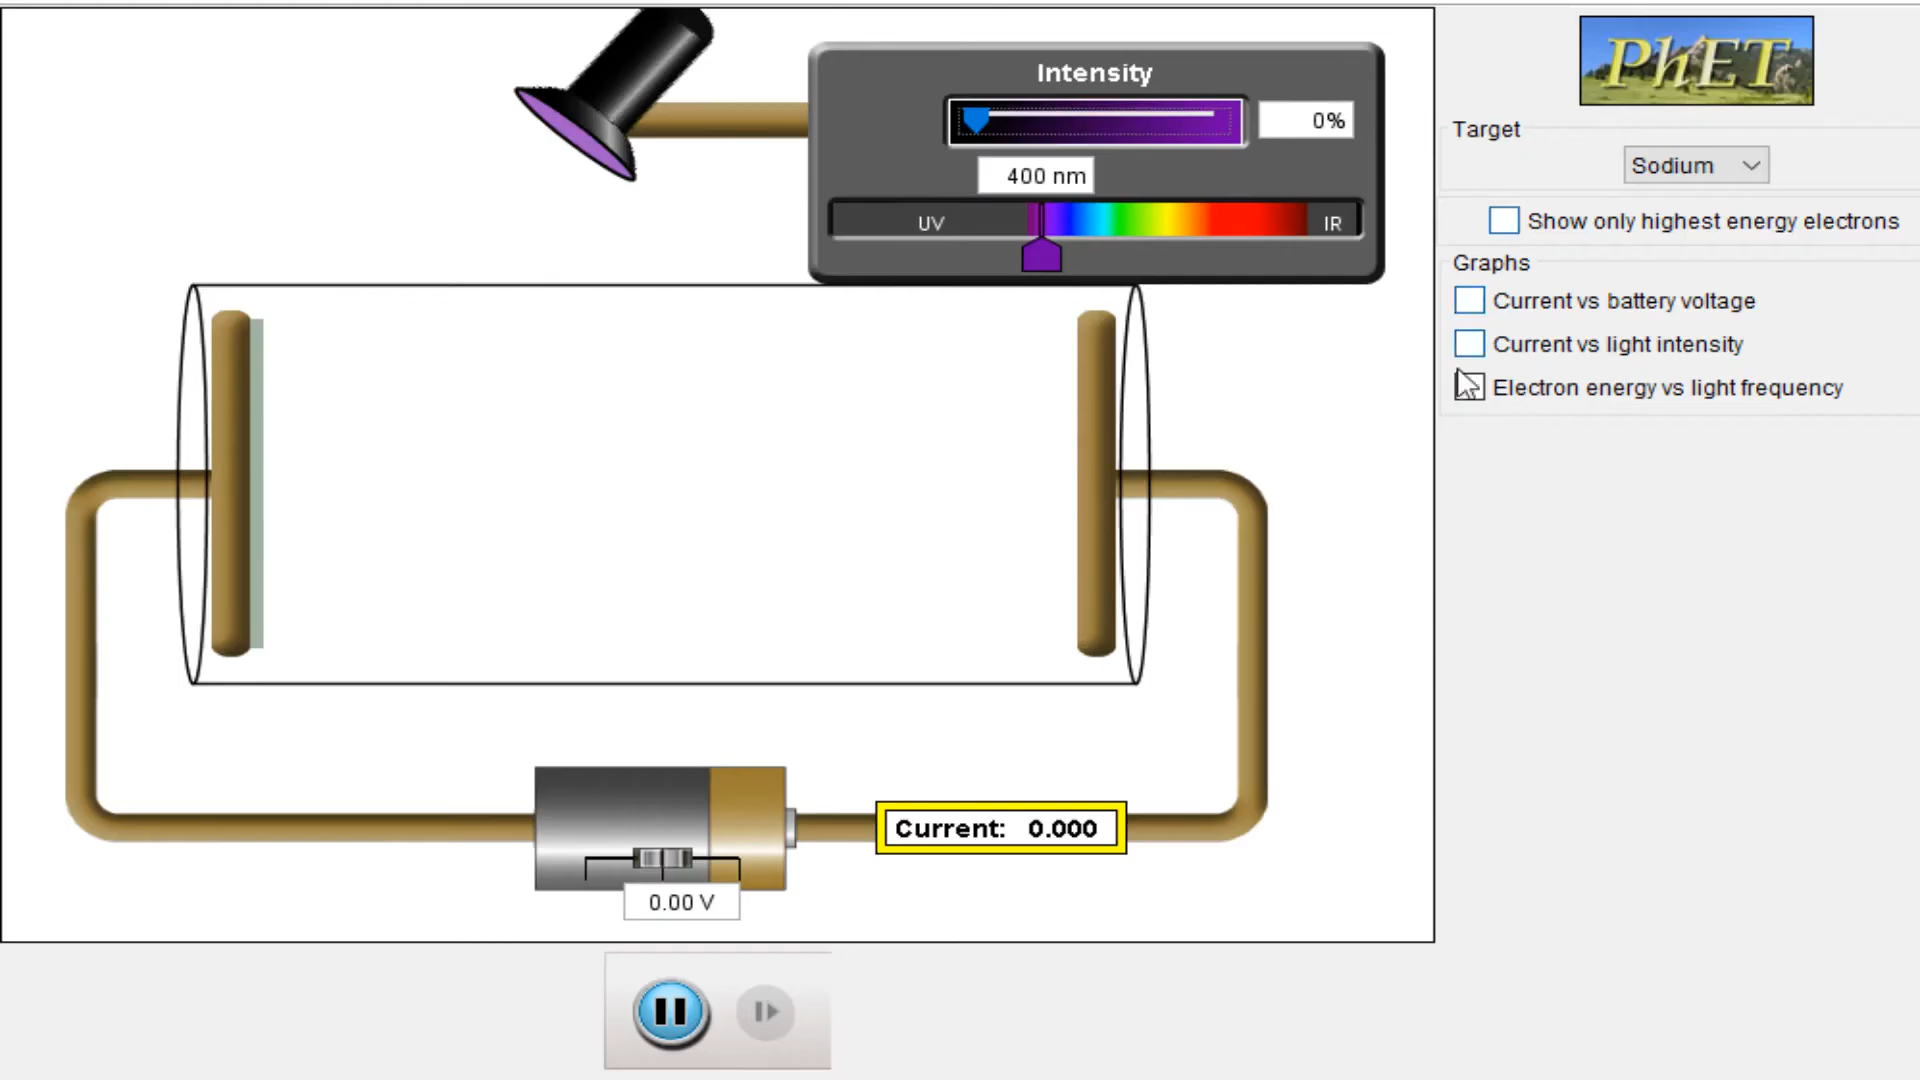 Intensity
0%
400 nm
UV
IR
PhET
Target
Sodium
Show only highest energy electrons
Graphs
Current vs battery voltage
Current vs light intensity
Electron energy vs light frequency
Current: 0.000
0.00 V